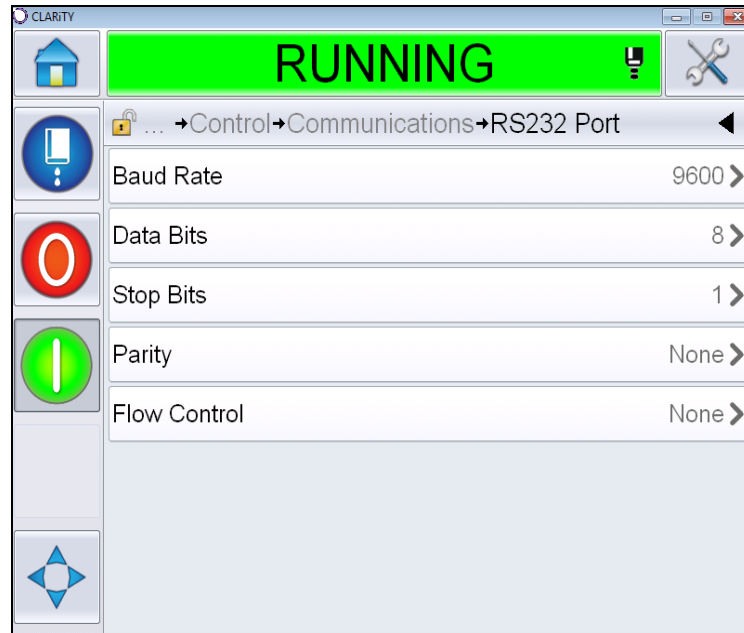 CLARiTY
RUNNING
... →Control→Communications→RS232 Port
Baud Rate 9600
Data Bits 8
Stop Bits 1
Parity None
Flow Control None